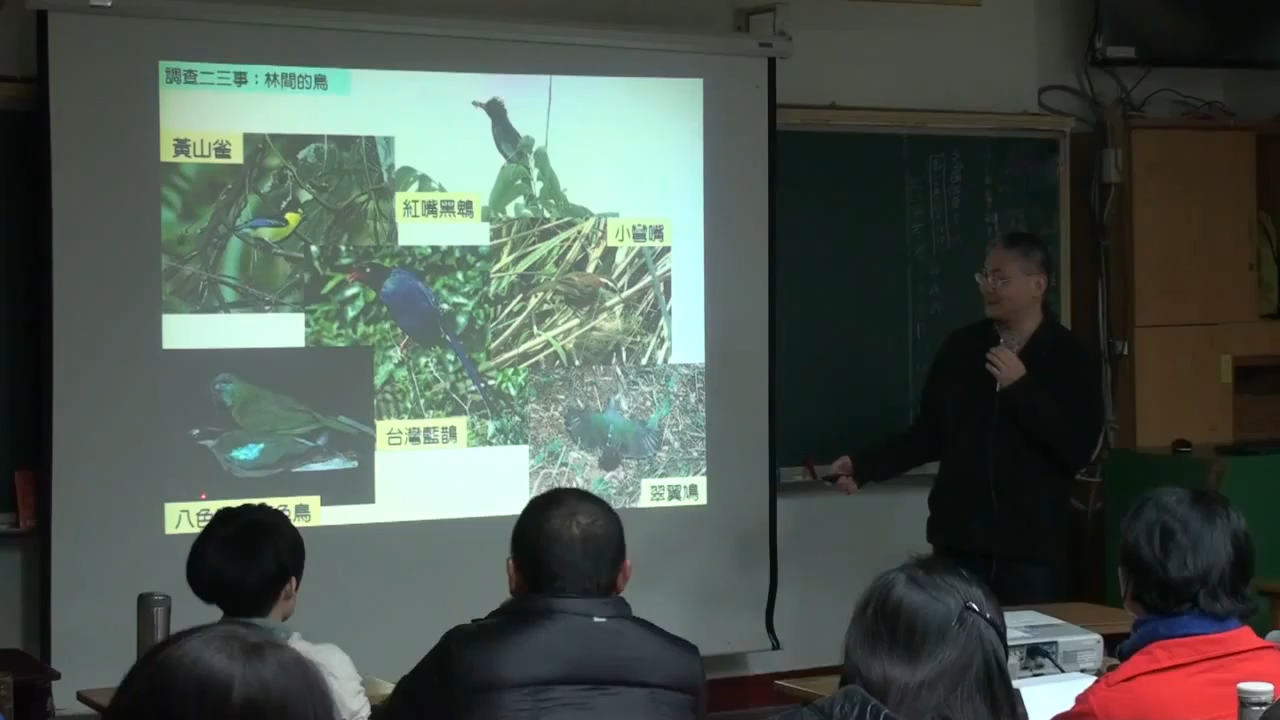 調查二三事：林間的鳥
黃山雀
紅嘴黑鵯
小彎嘴
台灣藍鵲
翠翼鳩
八色
色鳥